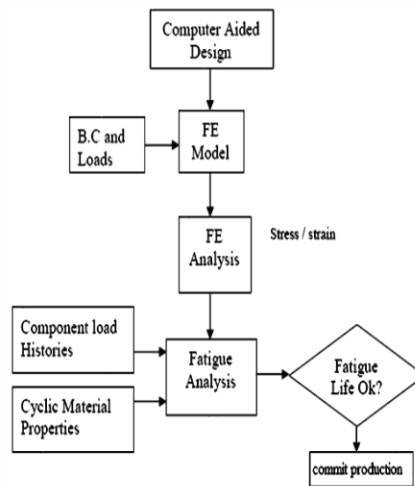 Computer Aided
Design
B.C and
Loads
FE
Model
FE
Analysis
Stress / strain
Component load
Histories
Cyclic Material
Properties
Fatigue
Analysis
Fatigue
Life Ok?
commit production